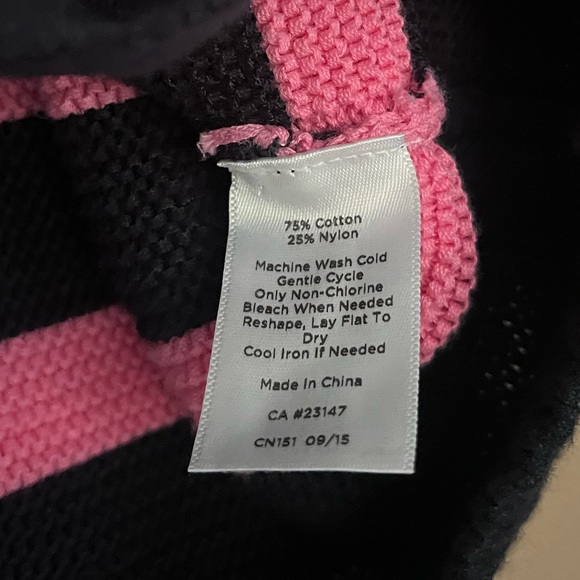 75% Cotton
25% Nylon
Machine Wash Cold
Gentle Cycle
Only Non-Chlorine
Bleach When Needed
Reshape, Lay Flat To
Dry
Cool Iron If Needed
Made In China
CA #23147
CN151 09/15